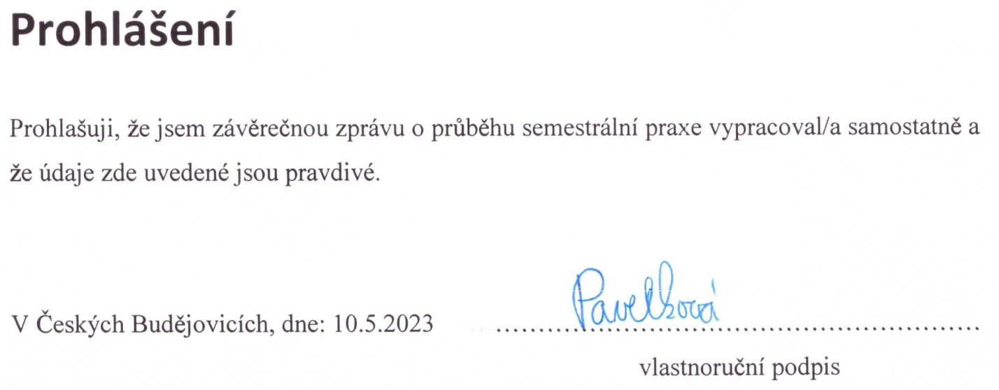 Prohlášení
Prohlašuji, že jsem závěrečnou zprávu o průběhu semestrální praxe vypracoval/a samostatně a
že údaje zde uvedené jsou pravdivé.
V Českých Budějovicích, dne: 10.5.2023 Pavelková
vlastnoruční podpis